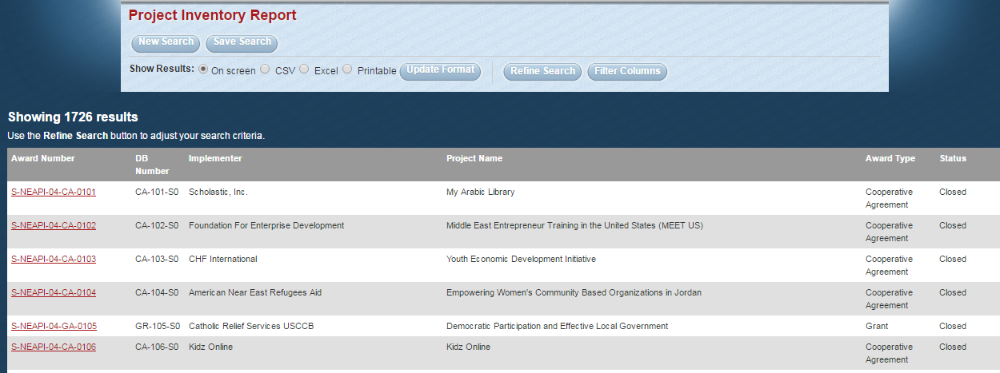 Project Inventory Report
New Search Save Search
Show Results: On screen CSV Excel Printable Update Format Refine Search Filter Columns
Showing 1726 results
Use the Refine Search button to adjust your search criteria.
Award Number DB Implementer Project Name Award Type Status
Number
S-NEAPI-04-CA-0101 CA-101-S0 Scholastic, Inc. My Arabic Library Cooperative Closed
Agreement
S-NEAPI-04-CA-0102 CA-102-S0 Foundation For Enterprise Development Middle East Entrepreneur Training in the United States (MEET US) Cooperative Closed
Agreement
S-NEAPI-04-CA-0103 CA-103-S0 CHF International Youth Economic Development Initiative Cooperative Closed
Agreement
S-NEAPI-04-CA-0104 CA-104-S0 American Near East Refugees Aid Empowering Women's Community Based Organizations in Jordan Cooperative Closed
Agreement
S-NEAPI-04-GA-0105 GR-105-S0 Catholic Relief Services USCCB Democratic Participation and Effective Local Government Grant Closed
S-NEAPI-04-CA-0106 CA-106-S0 Kidz Online Kidz Online Cooperative Closed
Agreement